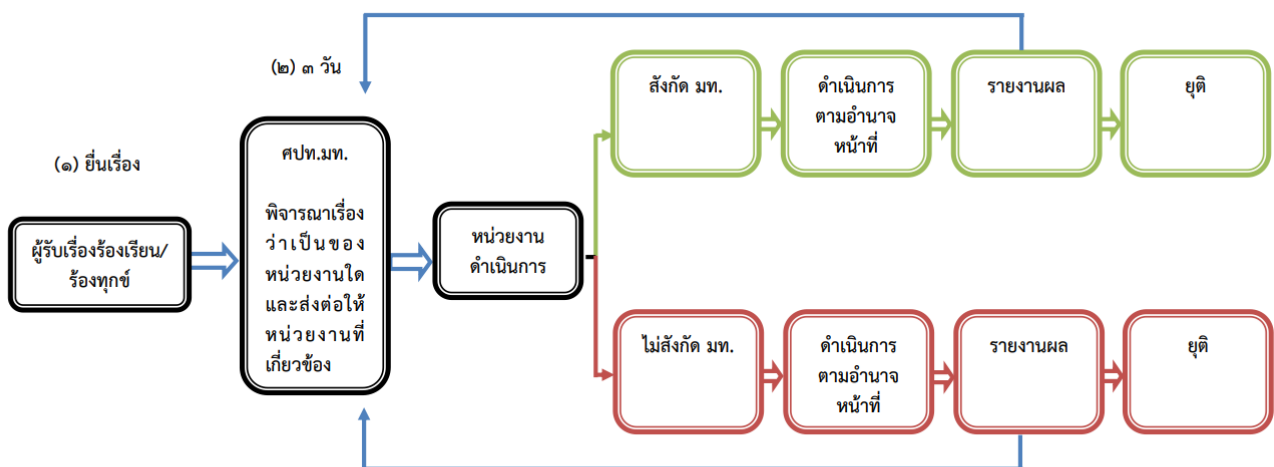 (๑) ยื่นเรื่อง
ผู้รับเรื่องร้องเรียน/
ร้องทุกข์
(๒) ๓ วัน
ศปท.มท.
พิจารณาเรื่อง
ว่าเป็นของ
หน่วยงานใด
และส่งต่อให้
หน่วยงานที่
เกี่ยวข้อง
หน่วยงาน
ดำเนินการ
สังกัด มท.
ดำเนินการ
ตามอำนาจ
หน้าที่
รายงานผล
ยุติ
ไม่สังกัด มท.
ดำเนินการ
ตามอำนาจ
หน้าที่
รายงานผล
ยุติ